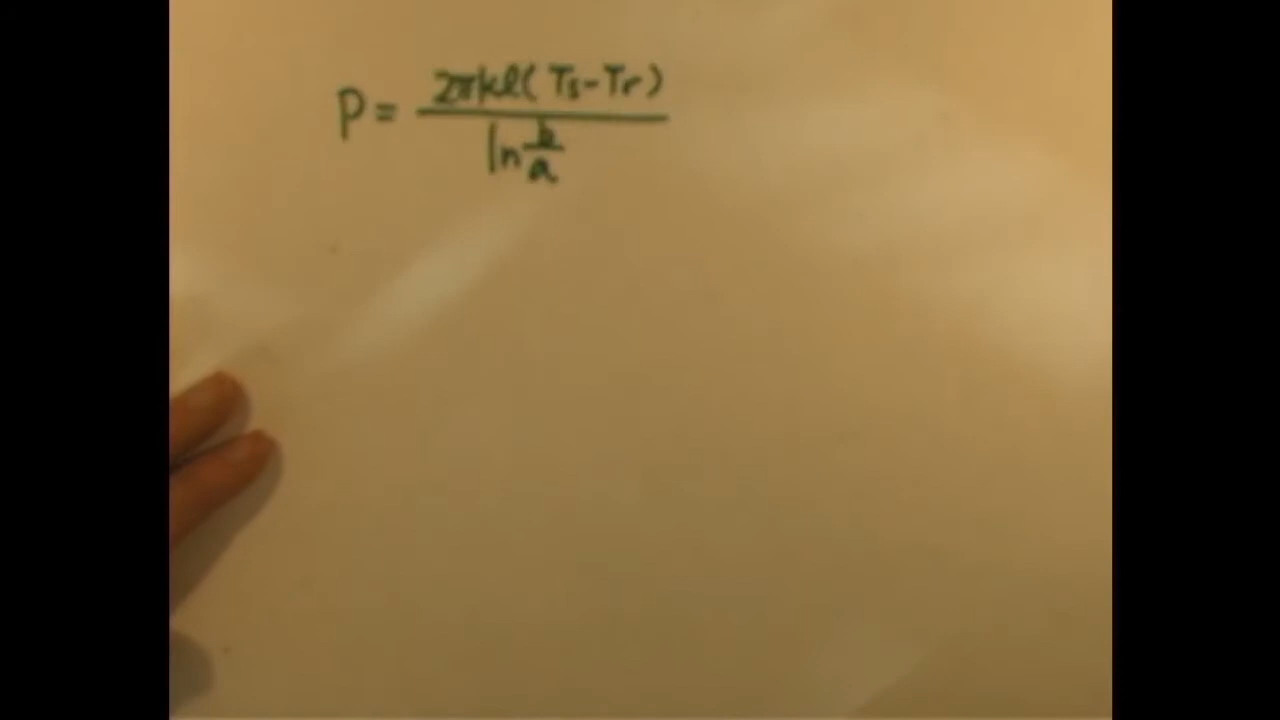 P = 2πkl(Ts-Tr) / ln b/a